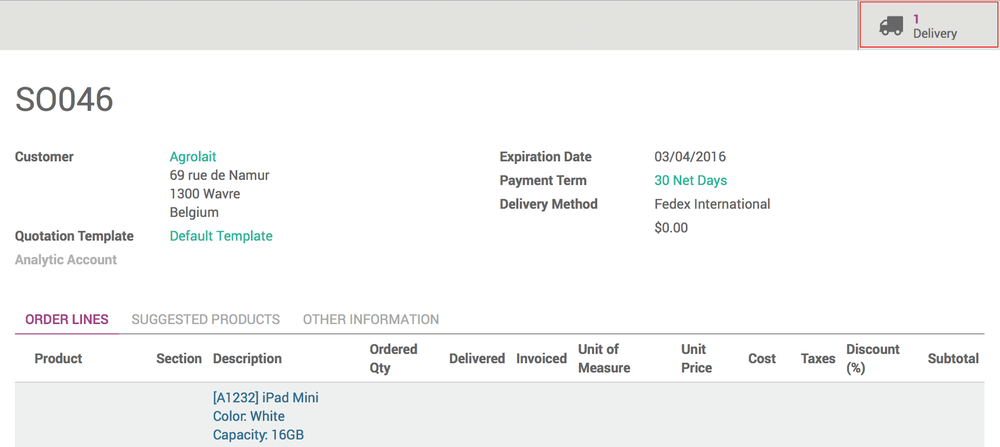 1
Delivery
SO046
Customer
Agrolait
69 rue de Namur
1300 Wavre
Belgium
Quotation Template
Default Template
Analytic Account
Expiration Date
03/04/2016
Payment Term
30 Net Days
Delivery Method
Fedex International
$0.00
ORDER LINES
SUGGESTED PRODUCTS
OTHER INFORMATION
Product
Section
Description
Ordered
Qty
Delivered
Invoiced
Unit of
Measure
Unit
Price
Cost
Taxes
Discount
(%)
Subtotal
[A1232] iPad Mini
Color: White
Capacity: 16GB